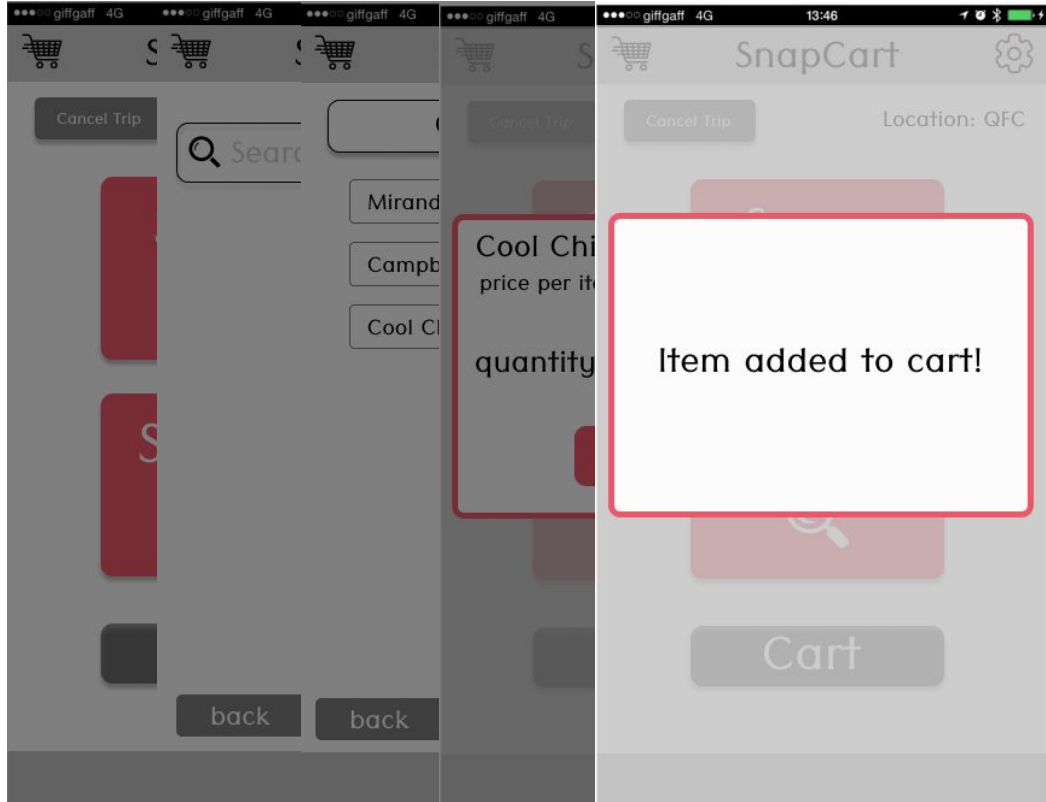 giffgaff 4G
S
Cancel Trip
S
giffgaff 4G
Searc
back
giffgaff 4G
Mirand
Campb
Cool Ch
back
giffgaff 4G
S
Cancel Trip
Cool Chi
price per ite
quantity
giffgaff 4G 13:46
SnapCart
Cancel Trip
Location: QFC
Item added to cart!
Cart